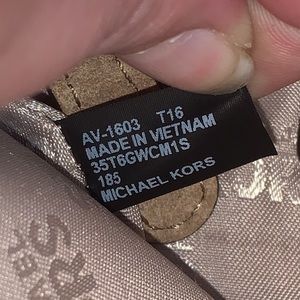 AV-1603 T16
MADE IN VIETNAM
35T6GWCM1S
185
MICHAEL KORS